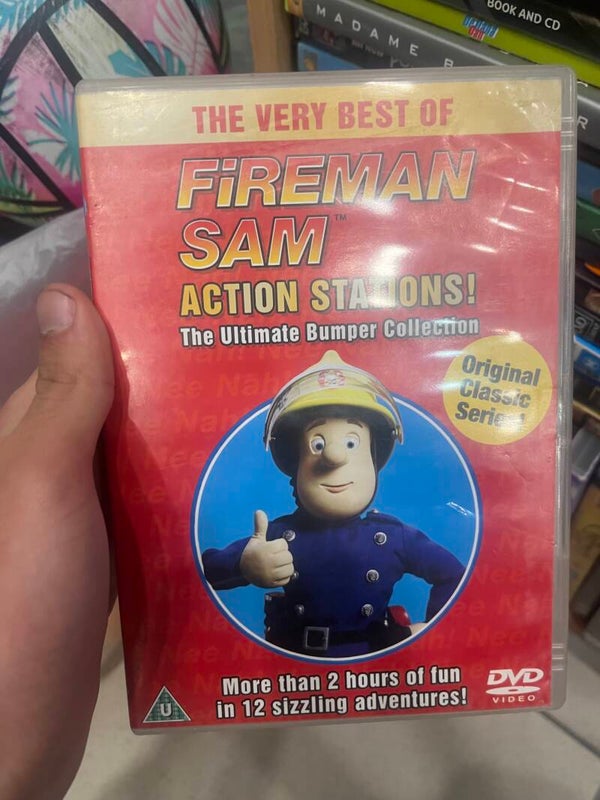 BOOK AND CD
MADAME B
THE VERY BEST OF
FiREMAN
SAM™
ACTION STATIONS!
The Ultimate Bumper Collection
Original
Classic
Series!
More than 2 hours of fun
in 12 sizzling adventures!
U
DVD
VIDEO